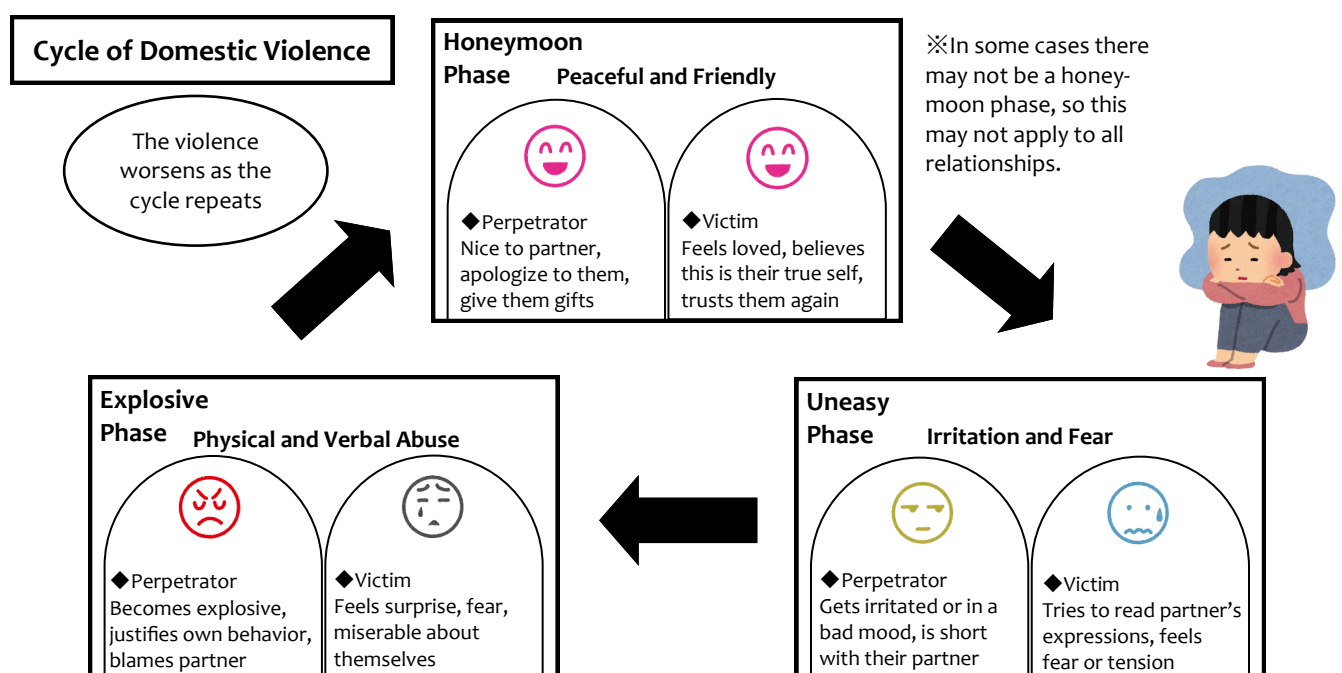 Cycle of Domestic Violence
The violence
worsens as the
cycle repeats
Honeymoon
Phase Peaceful and Friendly
◆Perpetrator
Nice to partner,
apologize to them,
give them gifts
◆Victim
Feels loved, believes
this is their true self,
trusts them again
※In some cases there
may not be a honey-
moon phase, so this
may not apply to all
relationships.
Uneasy
Phase Irritation and Fear
◆Perpetrator
Gets irritated or in a
bad mood, is short
with their partner
◆Victim
Tries to read partner’s
expressions, feels
fear or tension
Explosive
Phase Physical and Verbal Abuse
◆Perpetrator
Becomes explosive,
justifies own behavior,
blames partner
◆Victim
Feels surprise, fear,
miserable about
themselves